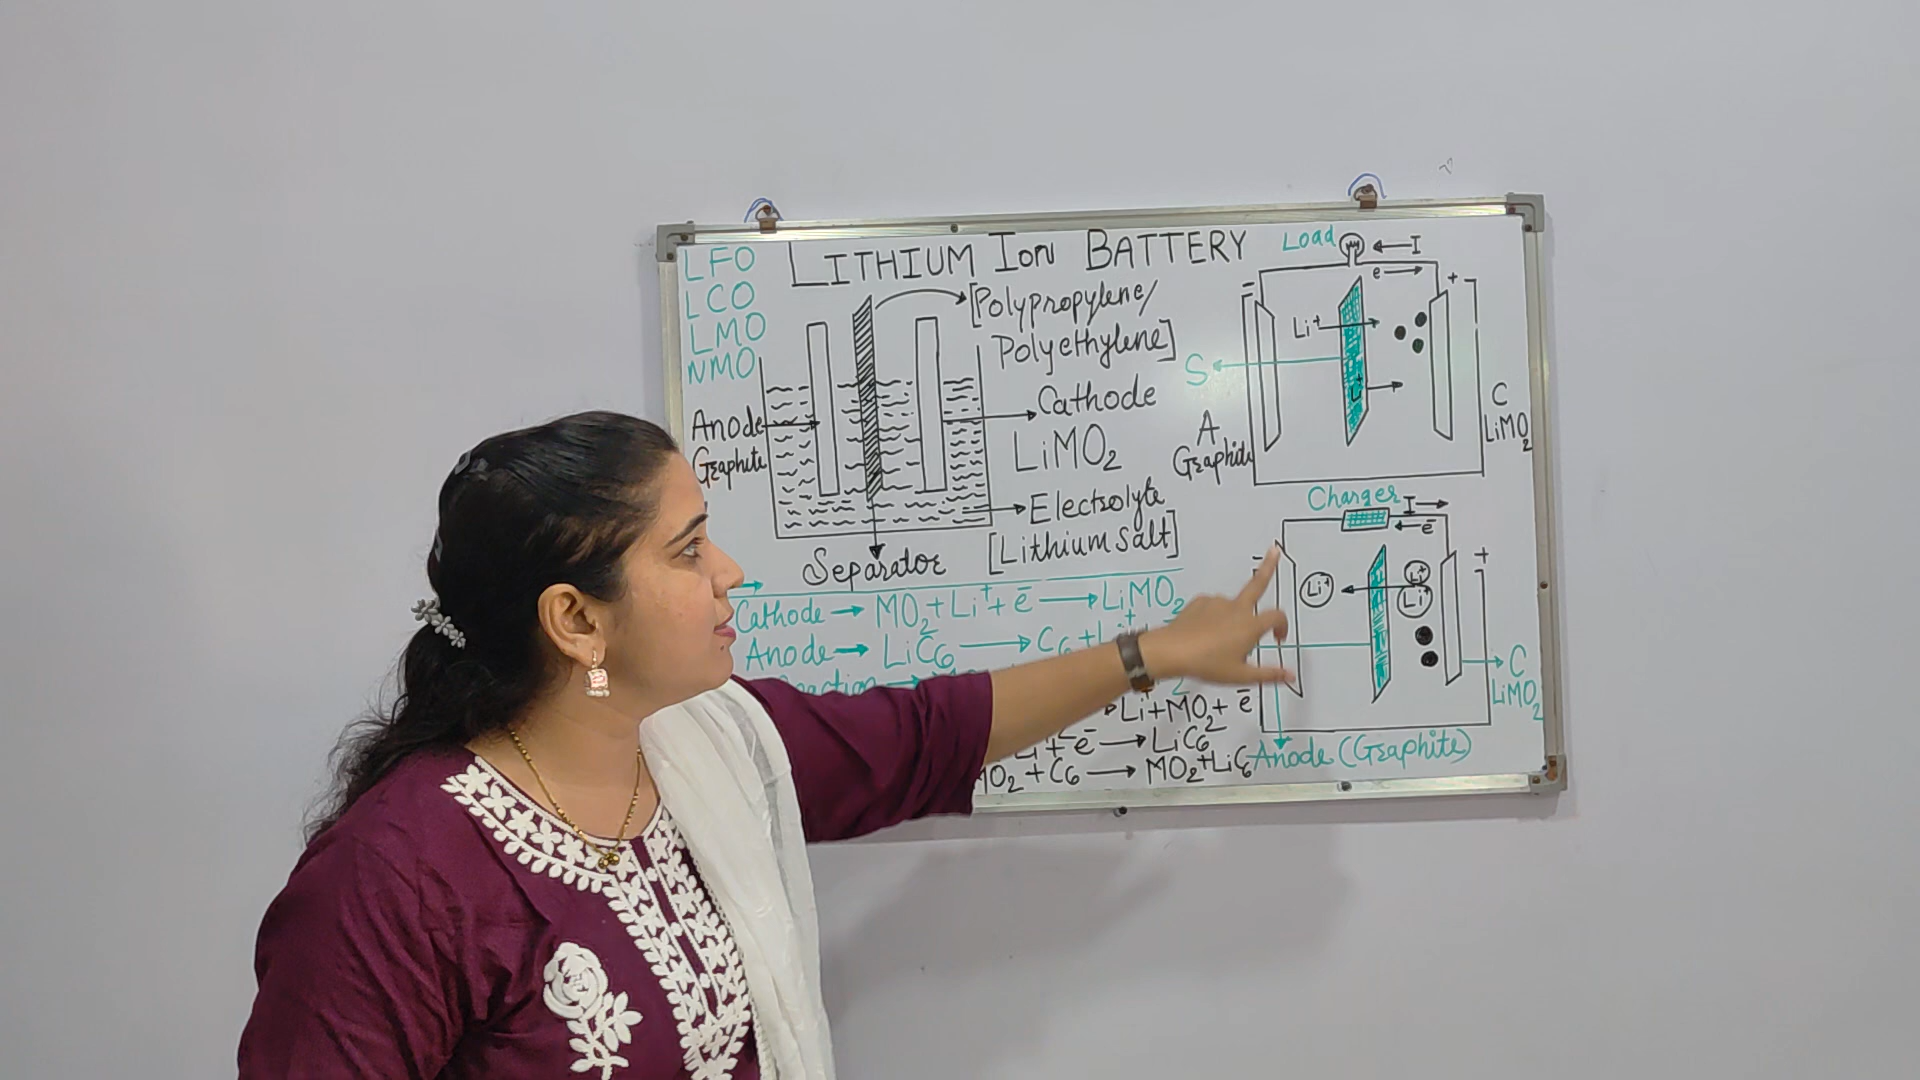 LITHIUM Ion BATTERY
LFO
LCO
LMO
NMO
[Polypropylene/
Polyethylene]
Anode
Graphite
Cathode
LiMO2
Electrolyte
[Lithium Salt]
Separator
Cathode → MO2 + Li+ + e̅ → LiMO2
Anode → LiC6 → C6 + Li+
Li+MO2+ e̅
+ e̅ → LiC6
MO2 + C6 → MO2+LiC6
Load
← I
e →
−
+
Li+
Li+
S
A
Graphite
C
LiMO2
Charger
I →
← e̅
−
+
Li+
Li+
Li+
C
LiMO2
Anode (Graphite)